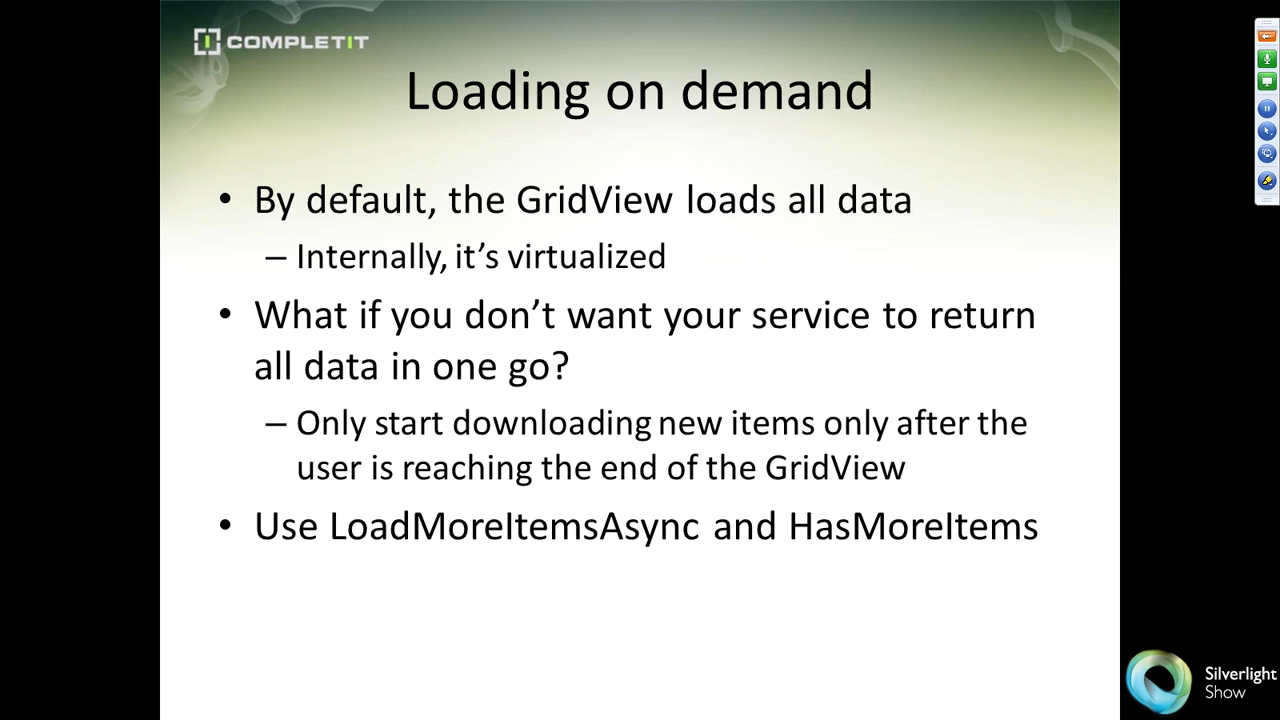 COMPLETIT
Loading on demand
• By default, the GridView loads all data
– Internally, it’s virtualized
• What if you don’t want your service to return
all data in one go?
– Only start downloading new items only after the
user is reaching the end of the GridView
• Use LoadMoreItemsAsync and HasMoreItems
Silverlight
Show